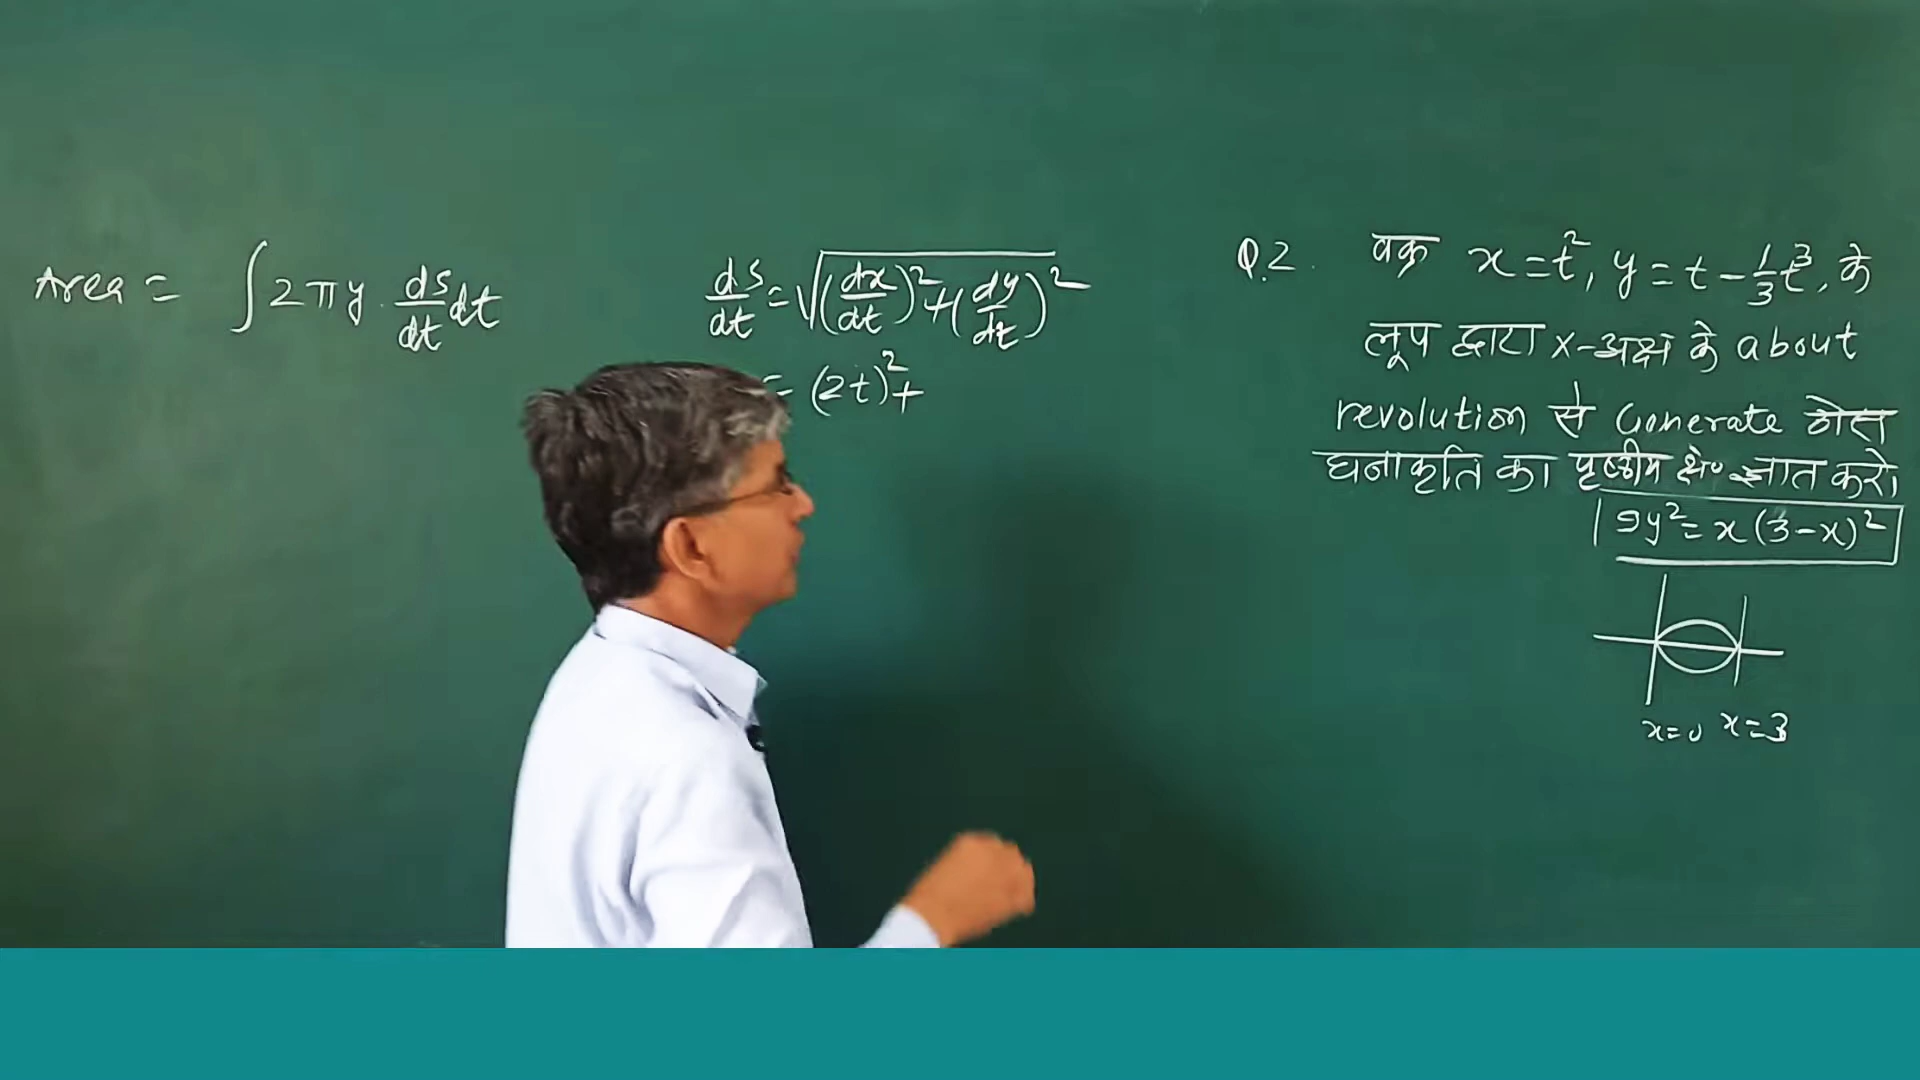 Area = ∫ 2πy · ds/dt dt
ds/dt = √((dx/dt)² + (dy/dt)²)
= (2t)² +
Q.2. वक्र x = t², y = t - 1/3 t³, के
लूप द्वारा x-अक्ष के about
revolution से Generate ठोस
घनाकृति का पृष्ठीय क्षे० ज्ञात करो।
9y² = x(3-x)²
x=0 x=3